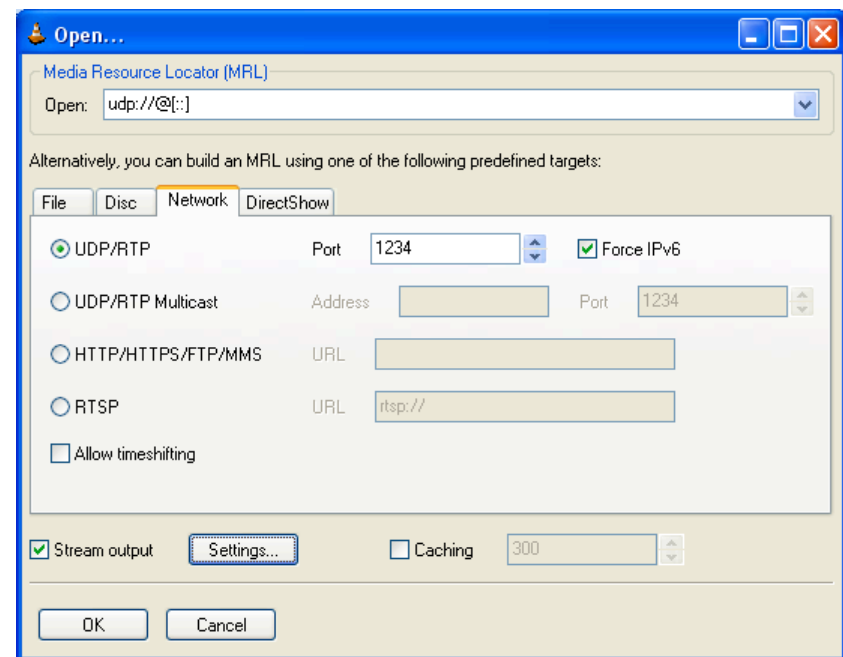 Open...
Media Resource Locator (MRL)
Open: udp://@[::]
Alternatively, you can build an MRL using one of the following predefined targets:
File Disc Network DirectShow
UDP/RTP Port 1234 Force IPv6
UDP/RTP Multicast Address Port 1234
HTTP/HTTPS/FTP/MMS URL
RTSP URL rtsp://
Allow timeshifting
Stream output Settings... Caching 300
OK Cancel